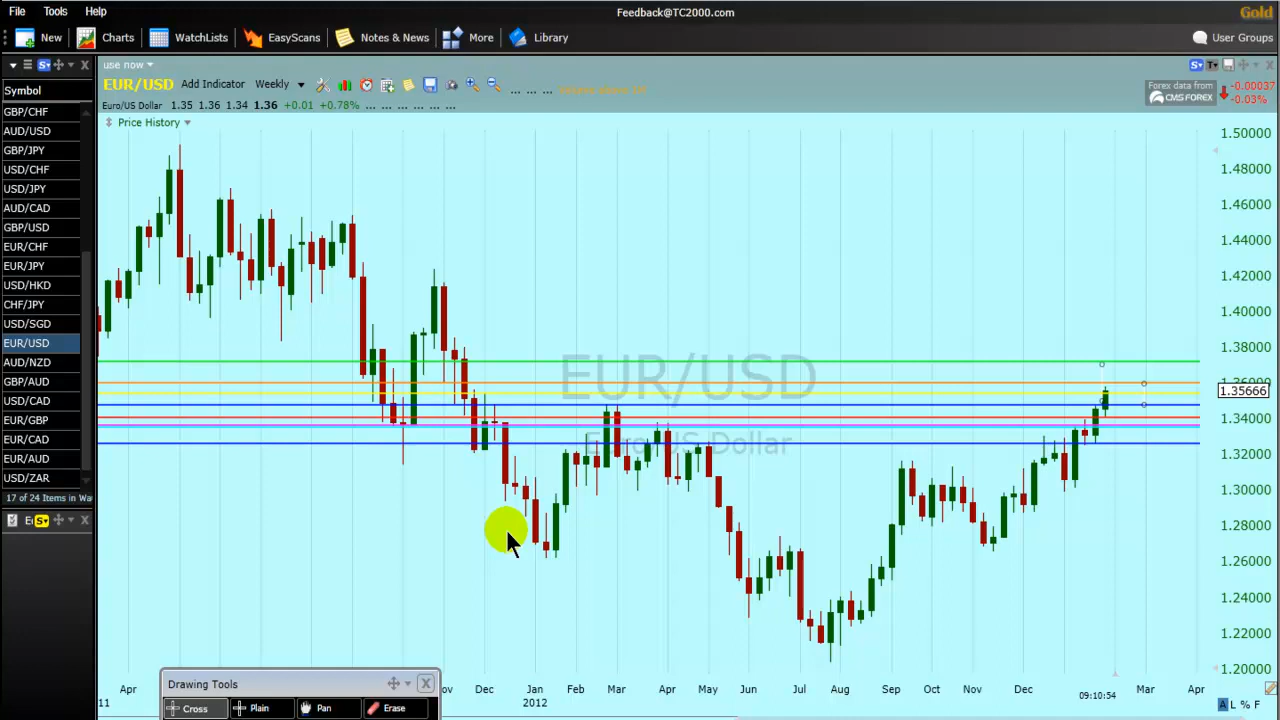 File Tools Help Feedback@TC2000.com Gold
New Charts WatchLists EasyScans Notes & News More Library User Groups
use now
EUR/USD Add Indicator Weekly ... ... ...
Euro/US Dollar 1.35 1.36 1.34 1.36 +0.01 +0.78% ... ... ... ... ...
Forex data from
CMS FOREX
-0.00037
-0.03%
Price History
Symbol
GBP/CHF
AUD/USD
GBP/JPY
USD/CHF
USD/JPY
AUD/CAD
GBP/USD
EUR/CHF
EUR/JPY
USD/HKD
CHF/JPY
USD/SGD
EUR/USD
AUD/NZD
GBP/AUD
USD/CAD
EUR/GBP
EUR/CAD
EUR/AUD
USD/ZAR
17 of 24 Items in Wa
EUR/USD
Euro/US Dollar
1.50000
1.48000
1.46000
1.44000
1.42000
1.40000
1.38000
1.35666
1.34000
1.32000
1.30000
1.28000
1.26000
1.24000
1.22000
1.20000
Apr ov Dec Jan Feb Mar Apr May Jun Jul Aug Sep Oct Nov Dec 09:10:54 Mar Apr
11 2012 A L % F
Drawing Tools
Cross Plain Pan Erase